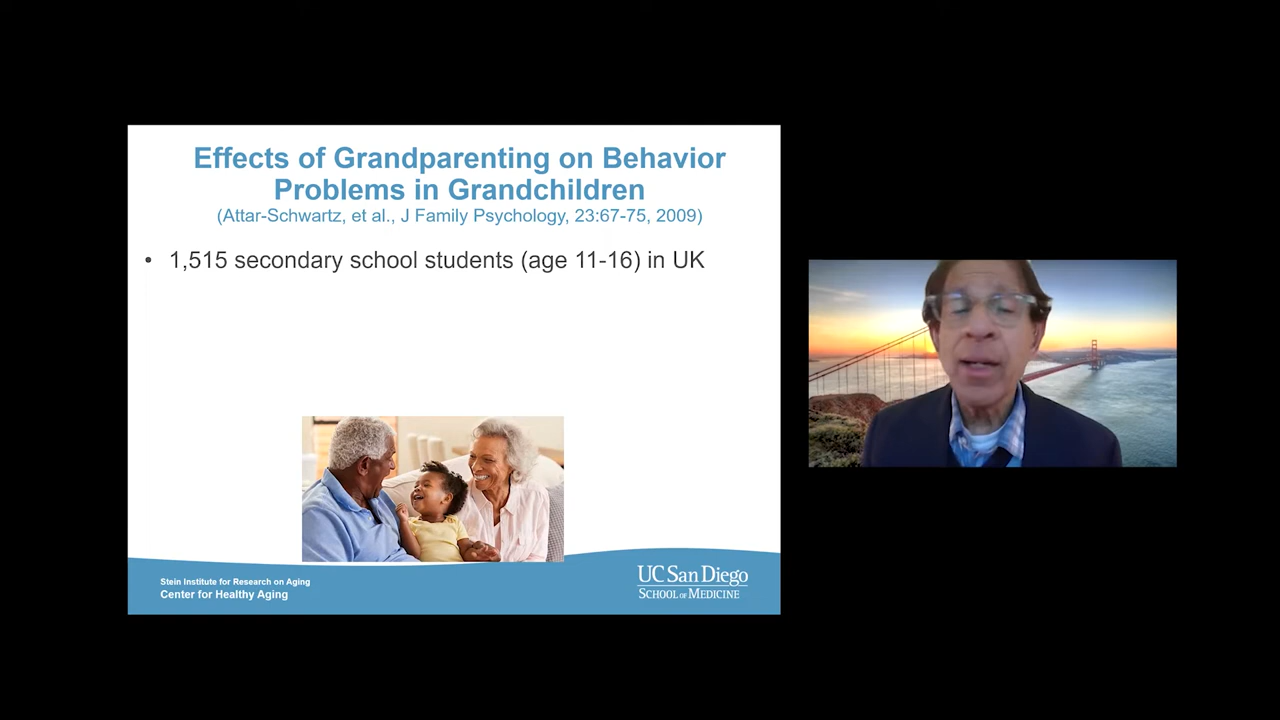 Effects of Grandparenting on Behavior
Problems in Grandchildren
(Attar-Schwartz, et al., J Family Psychology, 23:67-75, 2009)
• 1,515 secondary school students (age 11-16) in UK
Stein Institute for Research on Aging
Center for Healthy Aging
UC San Diego
SCHOOL OF MEDICINE